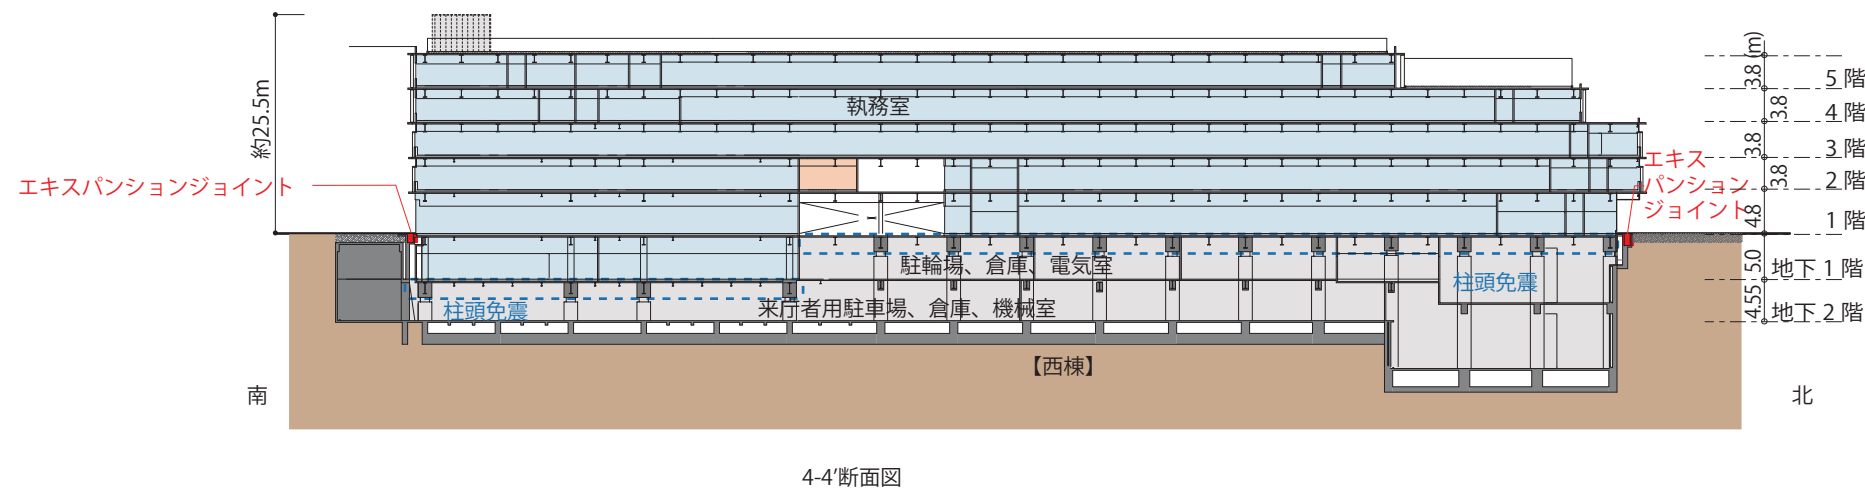 約25.5m
エキスパンションジョイント
執務室
駐輪場、倉庫、電気室
柱頭免震
来庁者用駐車場、倉庫、機械室
柱頭免震
【西棟】
エキス
パンション
ジョイント
3.8 (m)
5 階
3.8
4 階
3.8
3 階
3.8
2 階
4.8
1 階
5.0
地下 1 階
4.55
地下 2 階
南
北
4-4'断面図